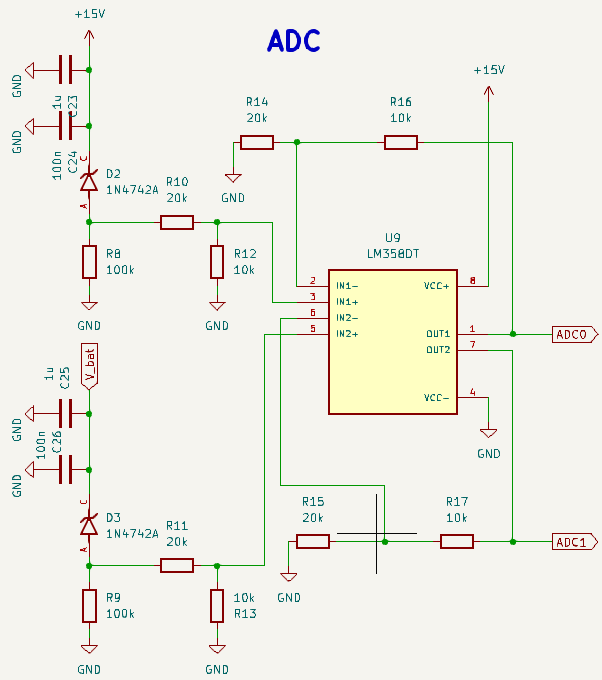 ADC
+15V
GND
1u
C23
GND
100n
C24
C
D2
1N4742A
A
R10
20k
R8
100k
R12
10k
GND
GND
R14
20k
R16
10k
+15V
GND
U9
LM358DT
2
IN1-
3
IN1+
6
IN2-
5
IN2+
VCC+
8
OUT1
1
OUT2
7
VCC-
4
ADC0
GND
V_bat
1u
C25
GND
100n
C26
GND
C
D3
1N4742A
A
R11
20k
R9
100k
10k
R13
GND
GND
R15
20k
R17
10k
GND
ADC1